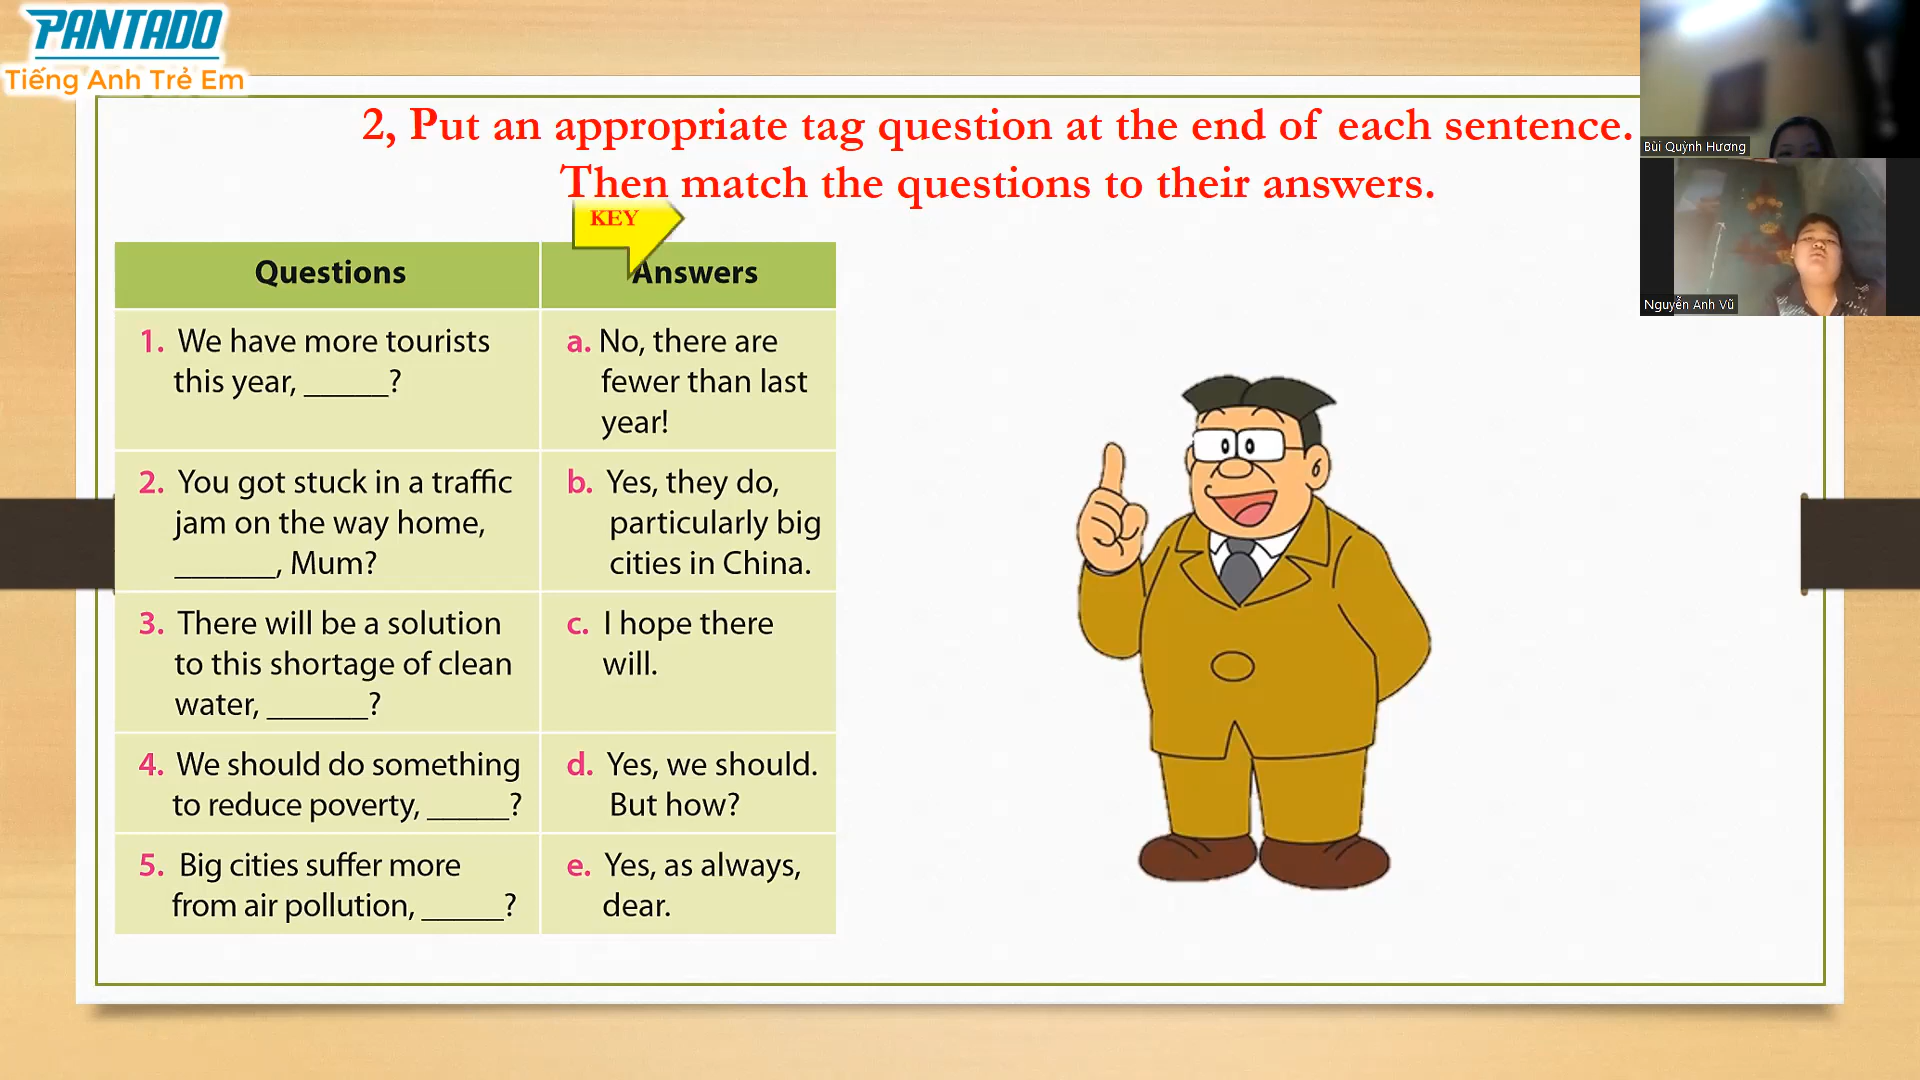 PANTADO
Tiếng Anh Trẻ Em
2, Put an appropriate tag question at the end of each sentence.
Then match the questions to their answers.
KEY
Questions
Answers
1. We have more tourists
this year, _____?
a. No, there are
fewer than last
year!
2. You got stuck in a traffic
jam on the way home,
______, Mum?
b. Yes, they do,
particularly big
cities in China.
3. There will be a solution
to this shortage of clean
water, ______?
c. I hope there
will.
4. We should do something
to reduce poverty, _____?
d. Yes, we should.
But how?
5. Big cities suffer more
from air pollution, _____?
e. Yes, as always,
dear.
Bùi Quỳnh Hương
Nguyễn Anh Vũ